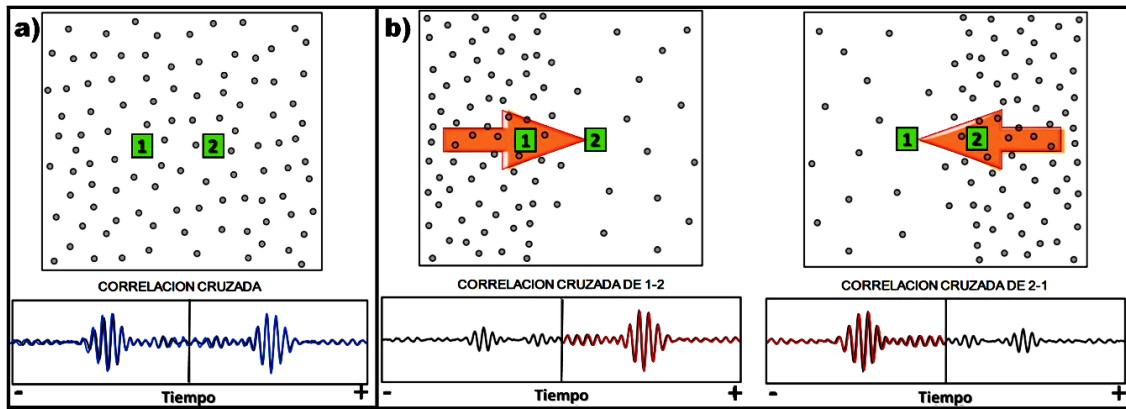 a)
1
2
CORRELACION CRUZADA
- Tiempo
b)
1
2
1
2
CORRELACION CRUZADA DE 1-2
CORRELACION CRUZADA DE 2-1
- Tiempo +